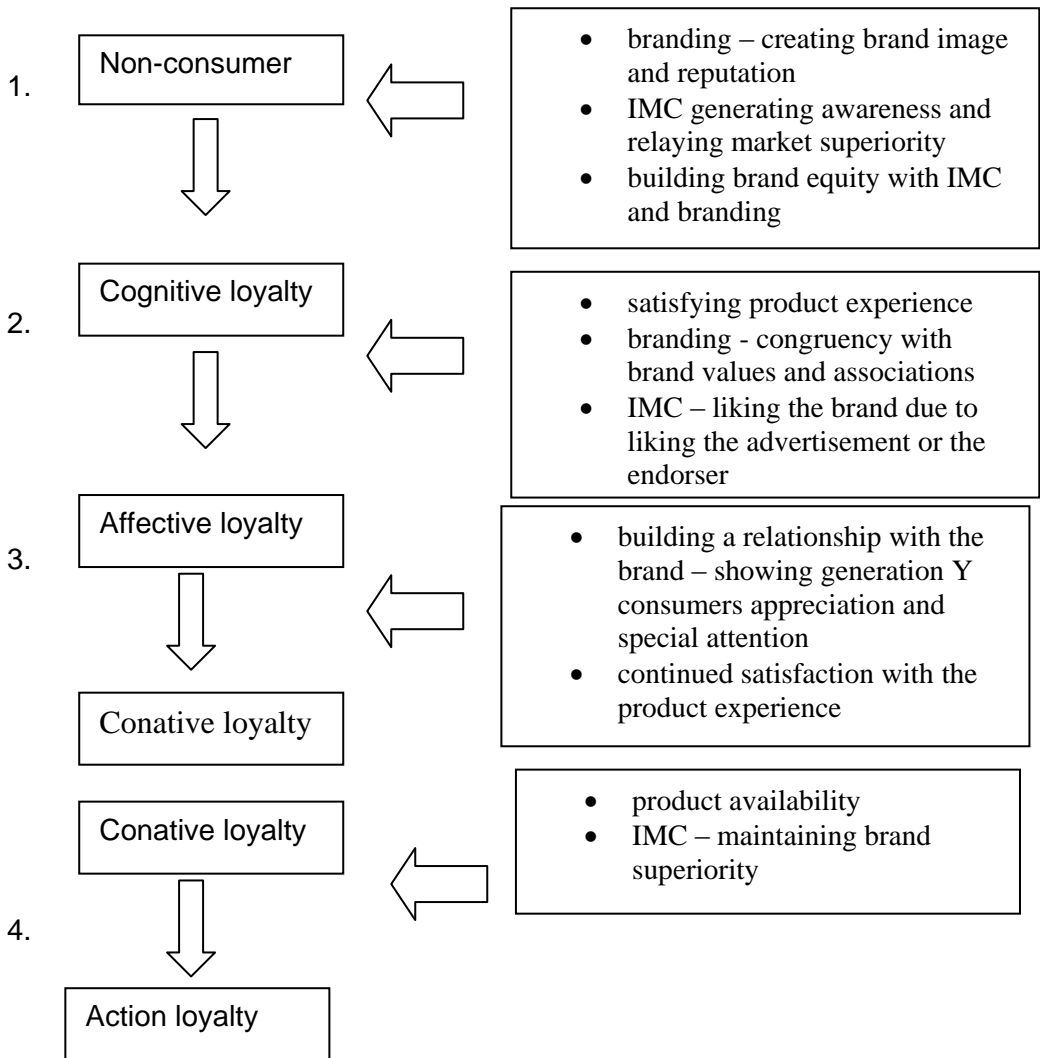 1.
Non-consumer
• branding – creating brand image
and reputation
• IMC generating awareness and
relaying market superiority
• building brand equity with IMC
and branding
2.
Cognitive loyalty
• satisfying product experience
• branding - congruency with
brand values and associations
• IMC – liking the brand due to
liking the advertisement or the
endorser
3.
Affective loyalty
• building a relationship with the
brand – showing generation Y
consumers appreciation and
special attention
• continued satisfaction with the
product experience
Conative loyalty
Conative loyalty
• product availability
• IMC – maintaining brand
superiority
4.
Action loyalty